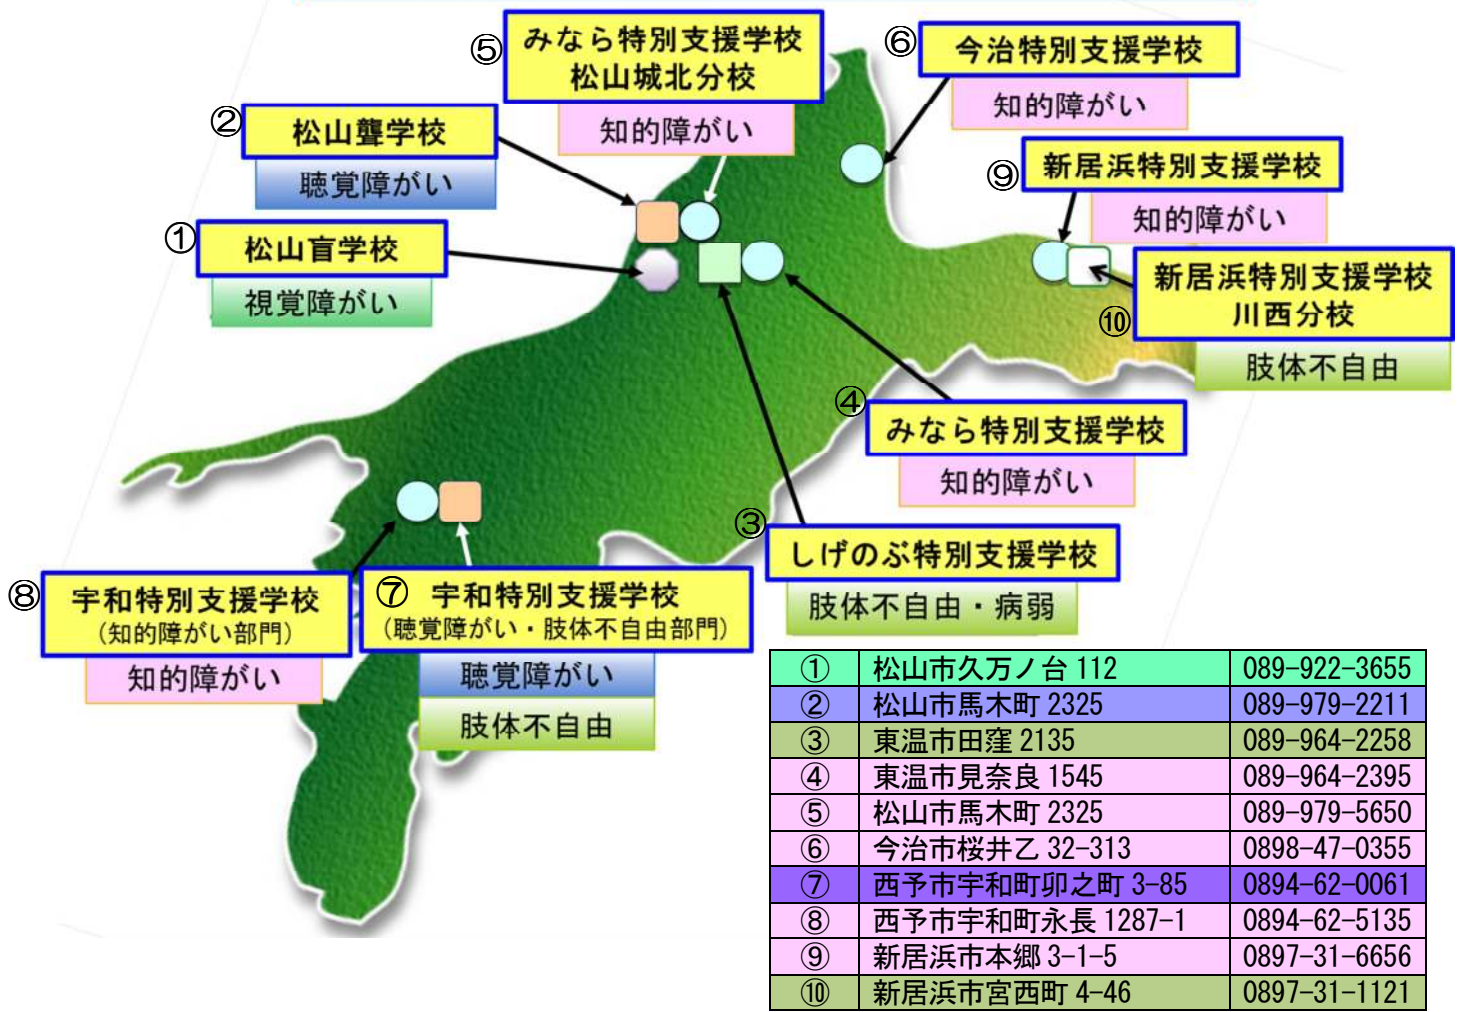 ⑤
みなら特別支援学校
松山城北分校
知的障がい
⑥
今治特別支援学校
知的障がい
②
松山聾学校
聴覚障がい
⑨
新居浜特別支援学校
知的障がい
①
松山盲学校
視覚障がい
⑩
新居浜特別支援学校
川西分校
肢体不自由
④
みなら特別支援学校
知的障がい
③
しげのぶ特別支援学校
肢体不自由・病弱
⑧
宇和特別支援学校
（知的障がい部門）
知的障がい
⑦
宇和特別支援学校
（聴覚障がい・肢体不自由部門）
聴覚障がい
肢体不自由
① 松山市久万ノ台 112 089-922-3655
② 松山市馬木町 2325 089-979-2211
③ 東温市田窪 2135 089-964-2258
④ 東温市見奈良 1545 089-964-2395
⑤ 松山市馬木町 2325 089-979-5650
⑥ 今治市桜井乙 32-313 0898-47-0355
⑦ 西予市宇和町卯之町 3-85 0894-62-0061
⑧ 西予市宇和町永長 1287-1 0894-62-5135
⑨ 新居浜市本郷 3-1-5 0897-31-6656
⑩ 新居浜市宮西町 4-46 0897-31-1121